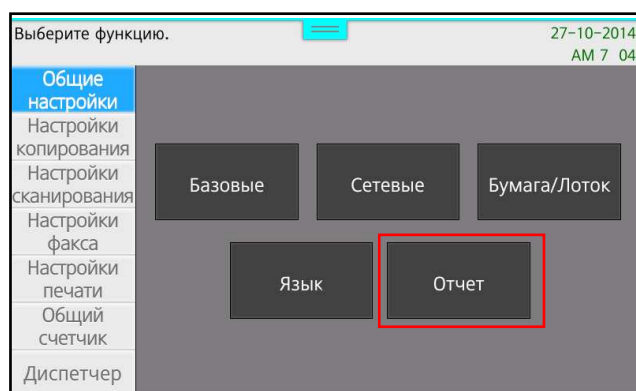 Выберите функцию.
27-10-2014
AM 7 04
Общие
настройки
Настройки
копирования
Настройки
сканирования
Настройки
факса
Настройки
печати
Общий
счетчик
Диспетчер
Базовые
Сетевые
Бумага/Лоток
Язык
Отчет